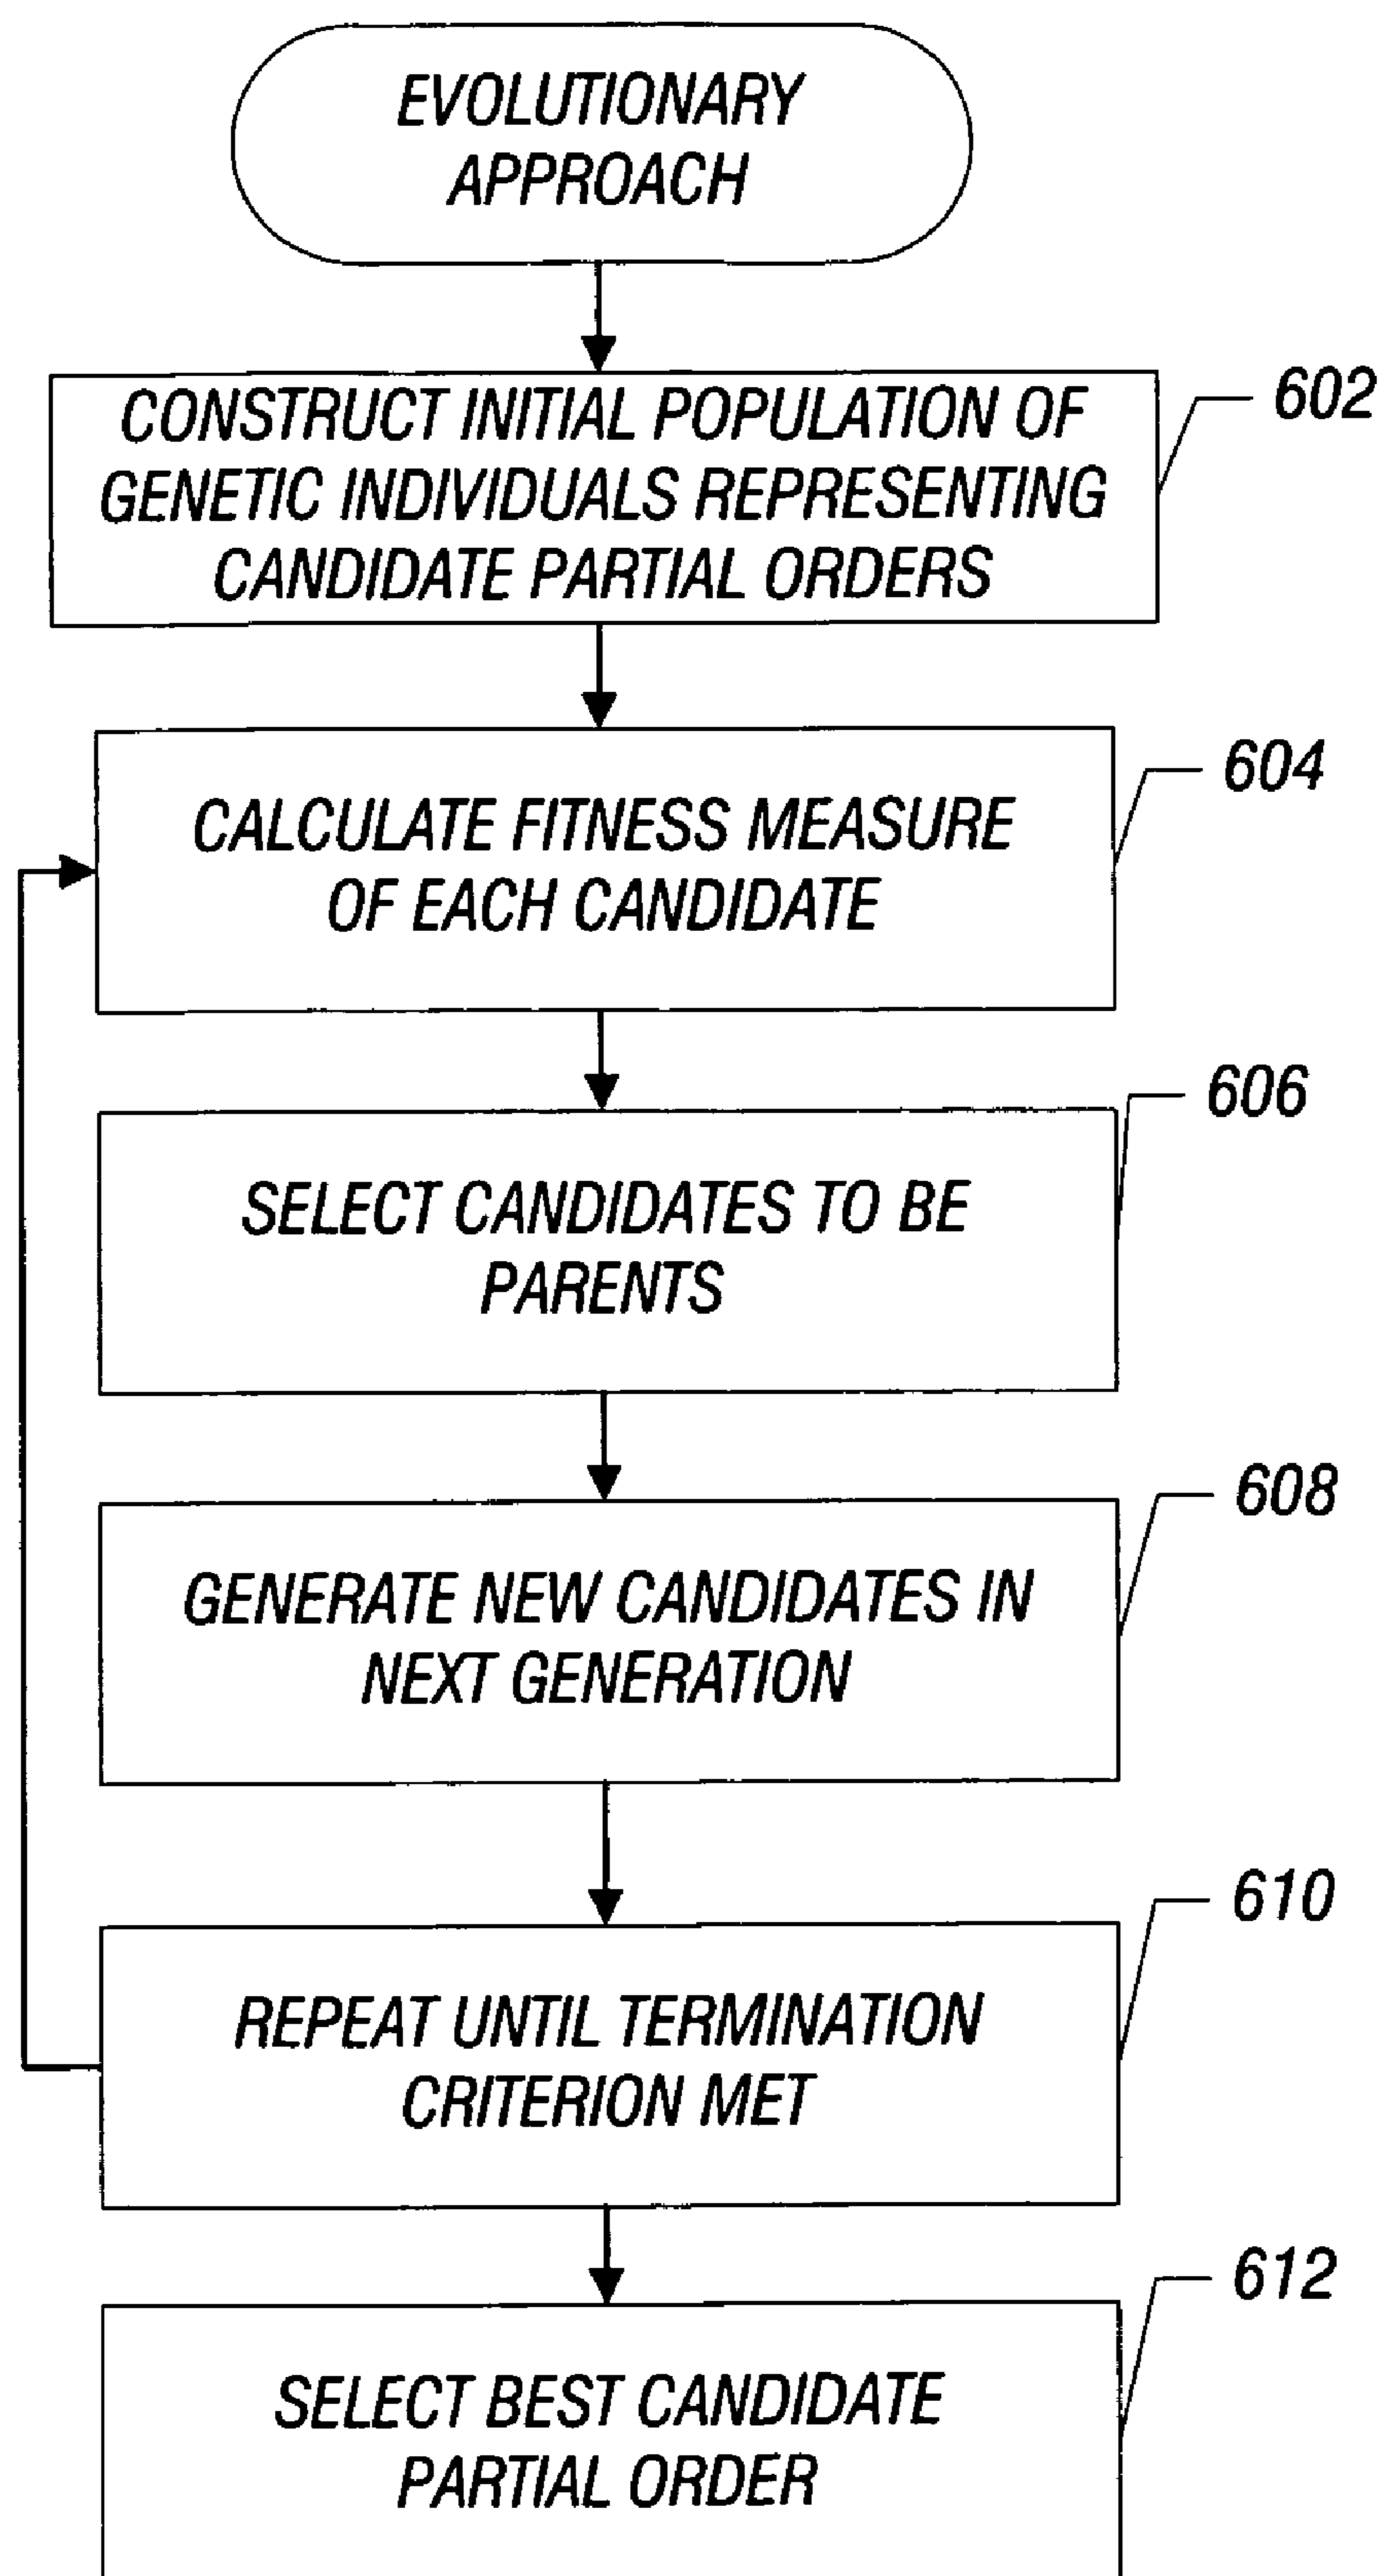 EVOLUTIONARY
APPROACH
602
CONSTRUCT INITIAL POPULATION OF
GENETIC INDIVIDUALS REPRESENTING
CANDIDATE PARTIAL ORDERS
604
CALCULATE FITNESS MEASURE
OF EACH CANDIDATE
606
SELECT CANDIDATES TO BE
PARENTS
608
GENERATE NEW CANDIDATES IN
NEXT GENERATION
610
REPEAT UNTIL TERMINATION
CRITERION MET
612
SELECT BEST CANDIDATE
PARTIAL ORDER